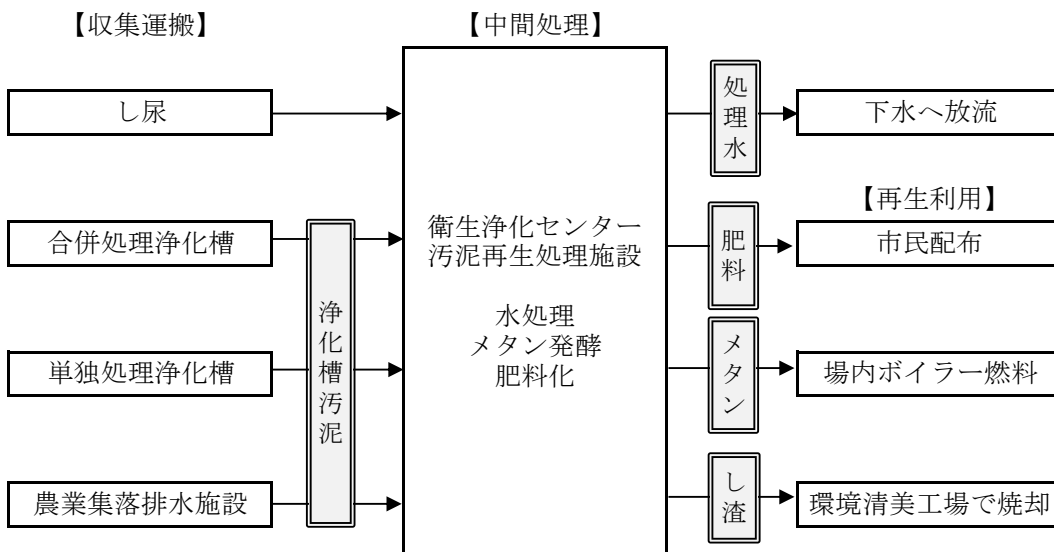 【収集運搬】
【中間処理】
し尿
合併処理浄化槽
単独処理浄化槽
農業集落排水施設
浄化槽汚泥
衛生浄化センター
汚泥再生処理施設
水処理
メタン発酵
肥料化
処理水
下水へ放流
【再生利用】
肥料
市民配布
メタン
場内ボイラー燃料
し渣
環境清美工場で焼却